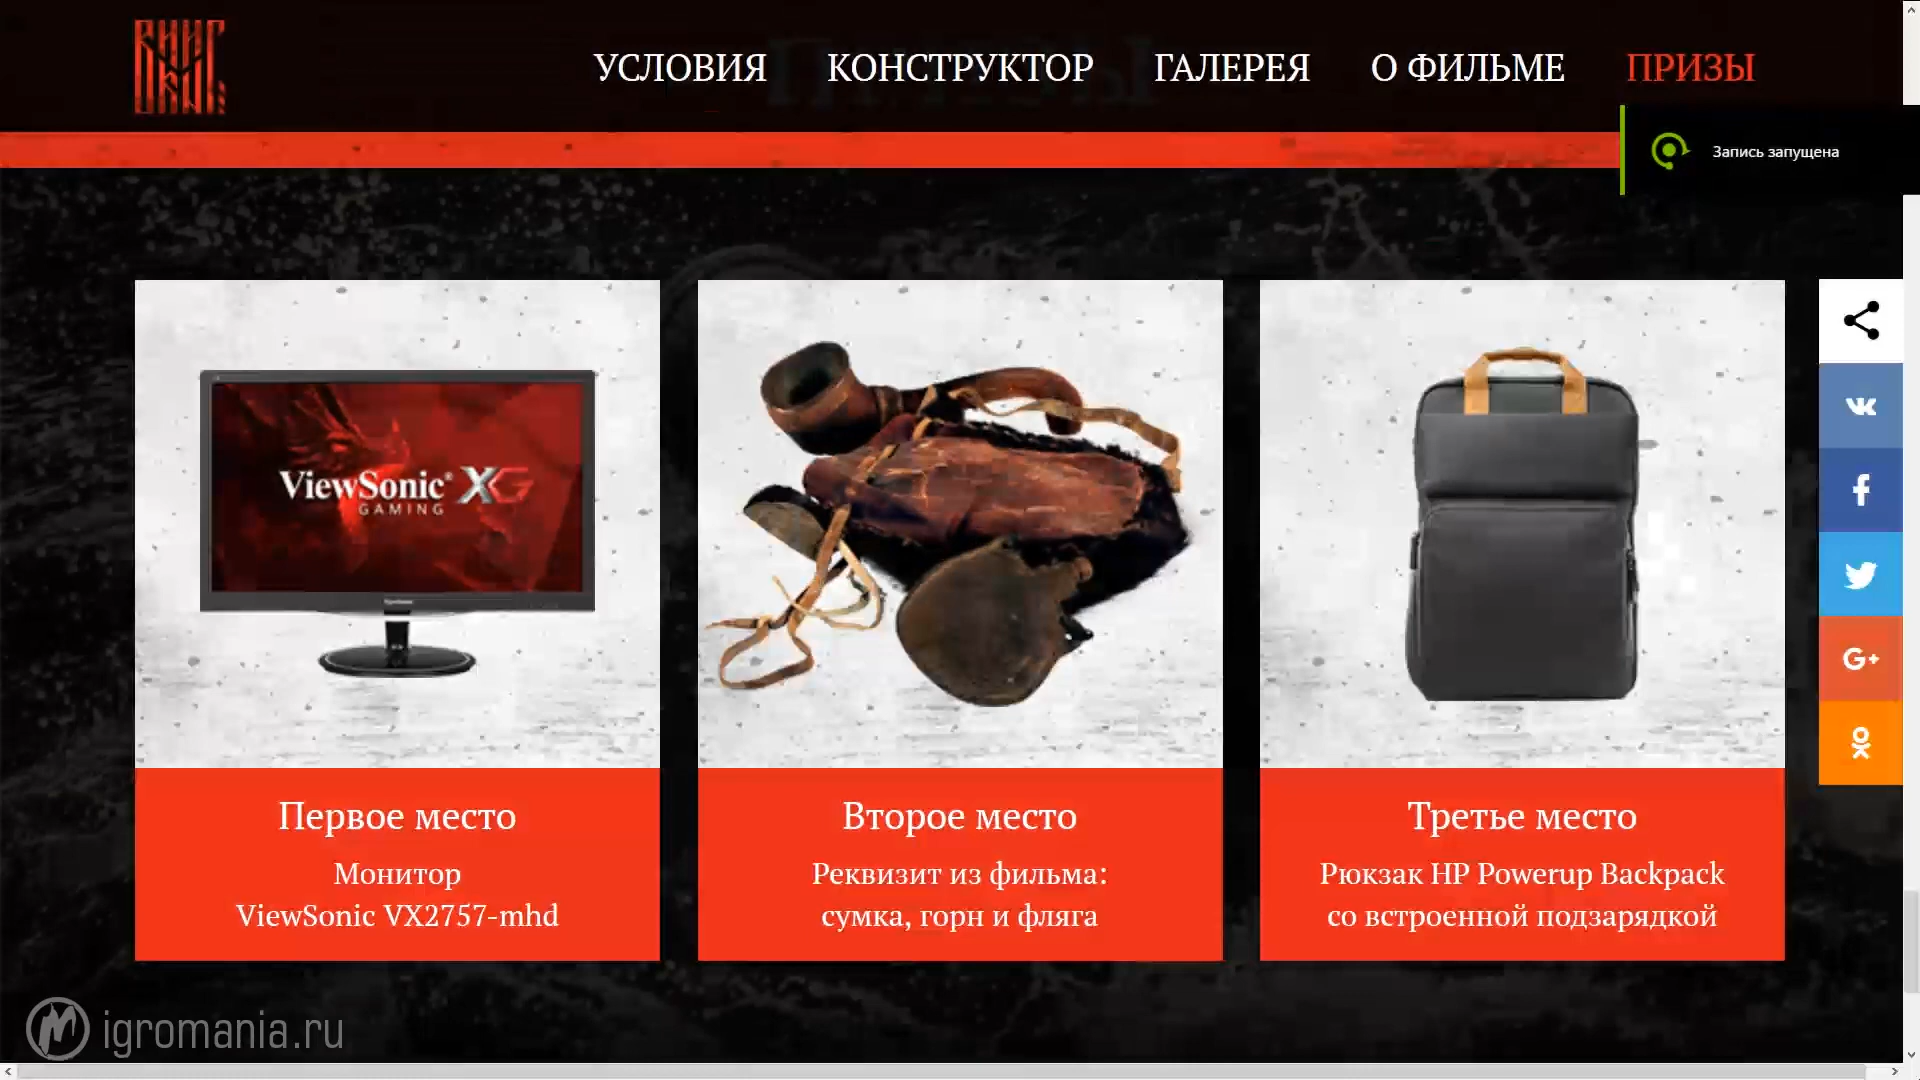 УСЛОВИЯ КОНСТРУКТОР ГАЛЕРЕЯ О ФИЛЬМЕ ПРИЗЫ
Запись запущена
ViewSonic XG
GAMING
Первое место
Монитор
ViewSonic VX2757-mhd
Второе место
Реквизит из фильма:
сумка, горн и фляга
Третье место
Рюкзак HP Powerup Backpack
со встроенной подзарядкой
G+
igromania.ru